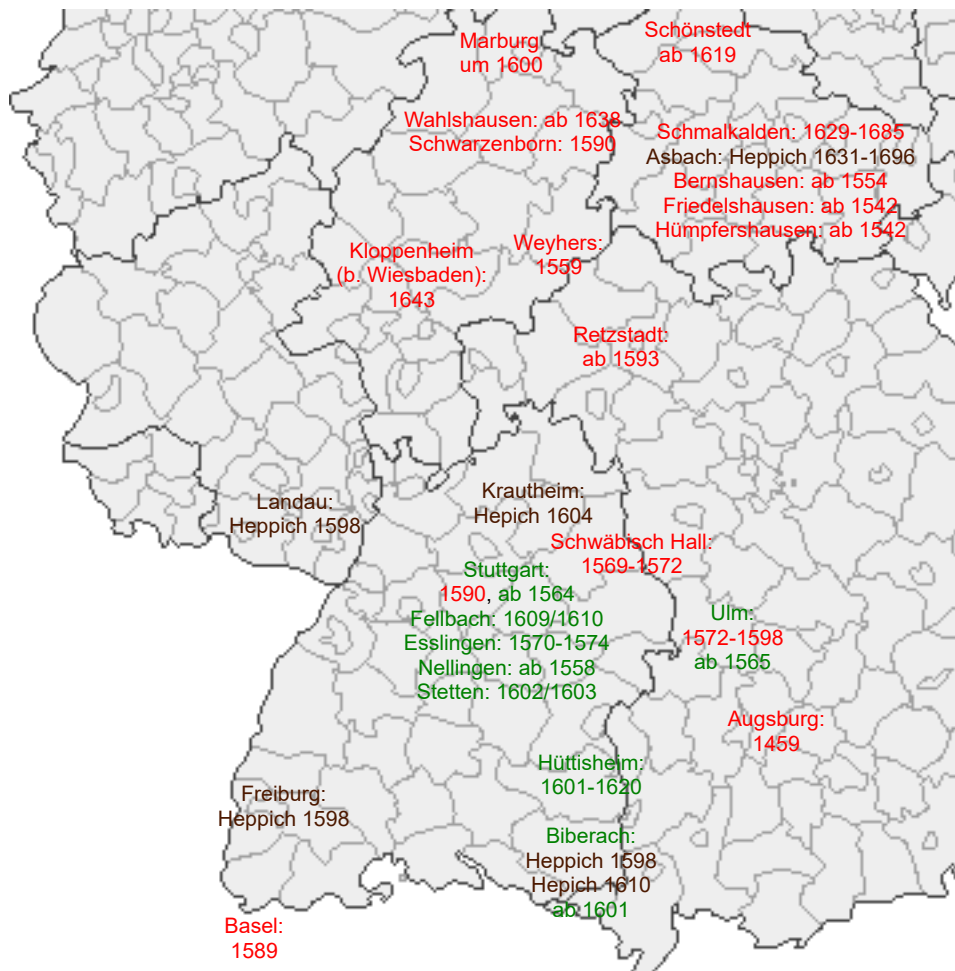 Marburg
um 1600
Schönstedt
ab 1619
Wahlshausen: ab 1638
Schwarzenborn: 1590
Schmalkalden: 1629-1685
Asbach: Heppich 1631-1696
Bernshausen: ab 1554
Friedelshausen: ab 1542
Hümpfershausen: ab 1542
Kloppenheim
(b. Wiesbaden):
1643
Weyhers:
1559
Retzstadt:
ab 1593
Landau:
Heppich 1598
Krautheim:
Hepich 1604
Schwäbisch Hall:
1569-1572
Stuttgart:
1590, ab 1564
Fellbach: 1609/1610
Esslingen: 1570-1574
Nellingen: ab 1558
Stetten: 1602/1603
Ulm:
1572-1598
ab 1565
Augsburg:
1459
Hüttisheim:
1601-1620
Freiburg:
Heppich 1598
Biberach:
Heppich 1598
Hepich 1610
ab 1601
Basel:
1589